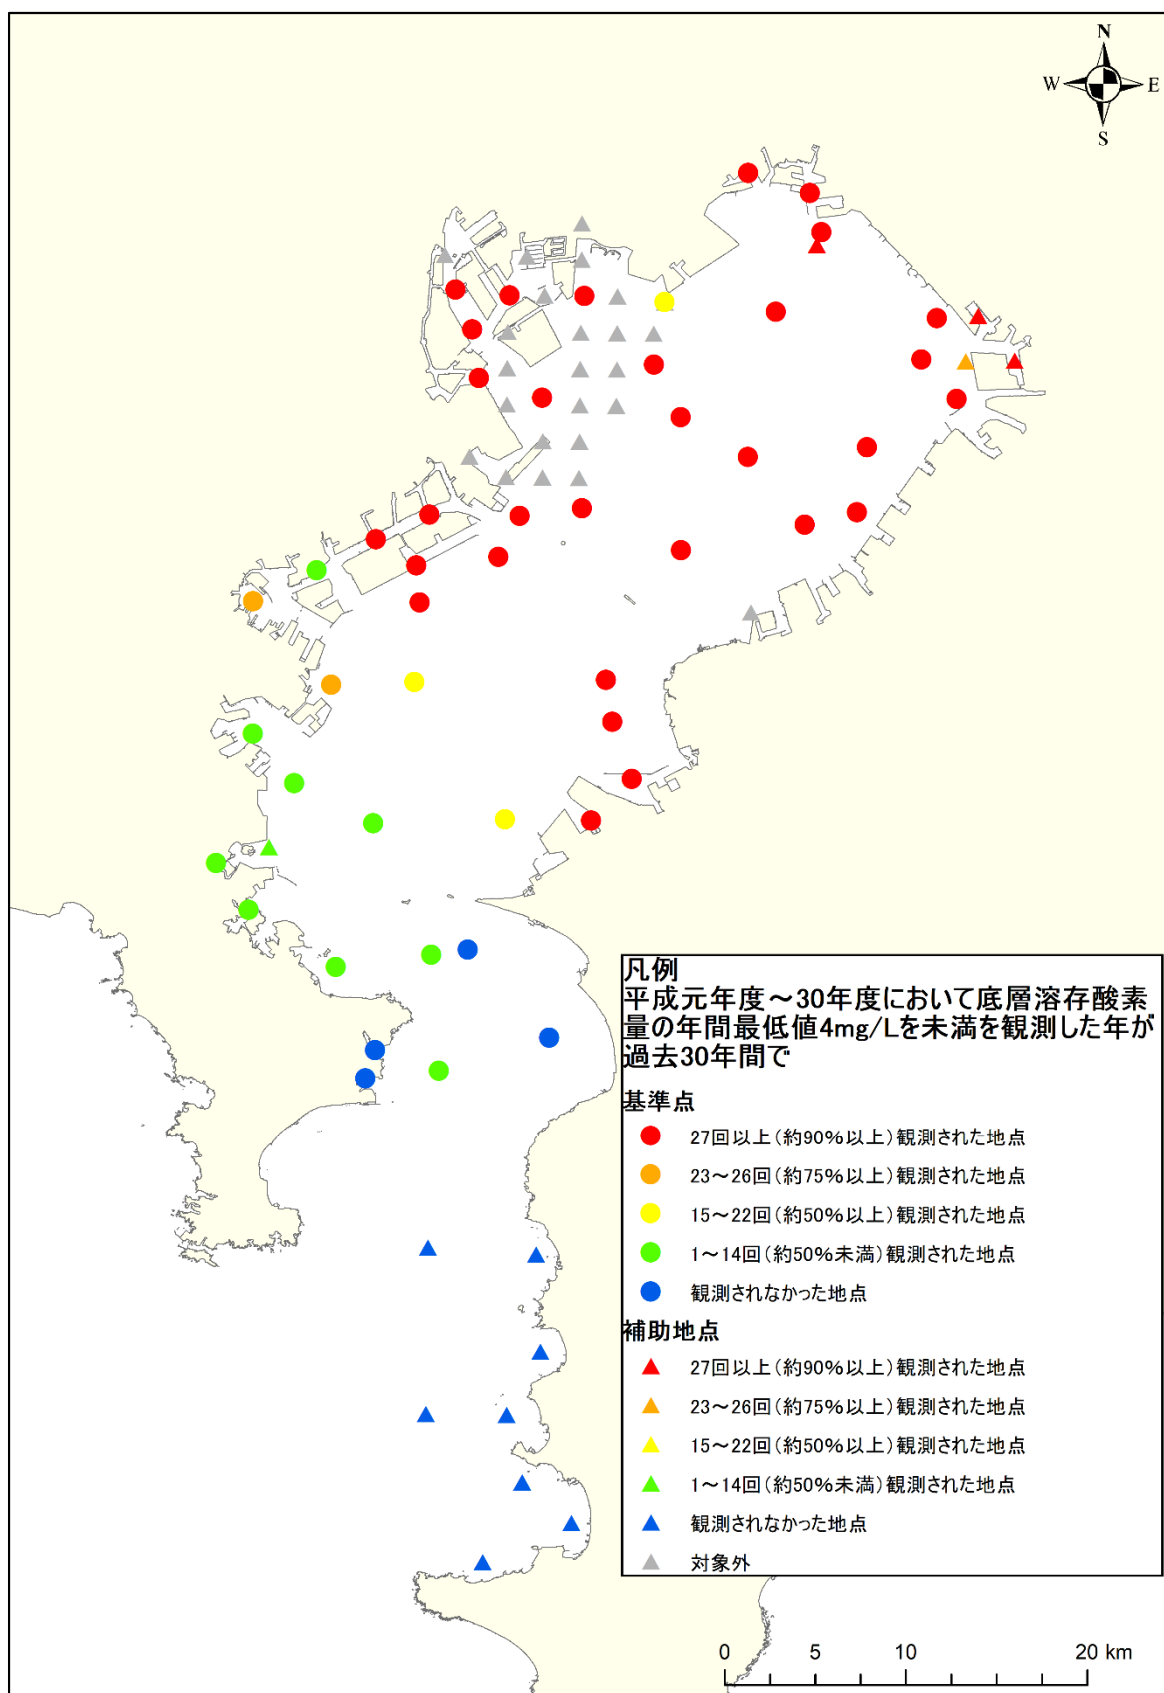 N
W E
S
凡例
平成元年度～30年度において底層溶存酸素
量の年間最低値4mg/Lを未満を観測した年が
過去30年間で
基準点
27回以上(約90%以上)観測された地点
23～26回(約75%以上)観測された地点
15～22回(約50%以上)観測された地点
1～14回(約50%未満)観測された地点
観測されなかった地点
補助地点
27回以上(約90%以上)観測された地点
23～26回(約75%以上)観測された地点
15～22回(約50%以上)観測された地点
1～14回(約50%未満)観測された地点
観測されなかった地点
対象外
0 5 10 20 km